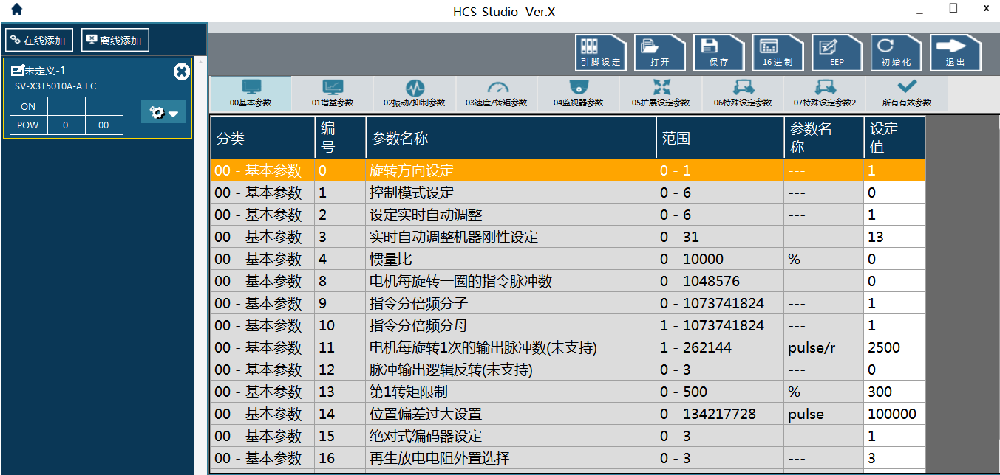 HCS-Studio Ver.X
在线添加 离线添加
未定义-1
SV-X3T5010A-A EC
ON
POW 0 00
引脚设定 打开 保存 16进制 EEP 初始化 退出
00基本参数 01增益参数 02振动/抑制参数 03速度/转矩参数 04监视器参数 05扩展设定参数 06特殊设定参数 07特殊设定参数2 所有有效参数
分类 编号 参数名称 范围 参数名称 设定值
00 - 基本参数 0 旋转方向设定 0 - 1 --- 1
00 - 基本参数 1 控制模式设定 0 - 6 --- 0
00 - 基本参数 2 设定实时自动调整 0 - 6 --- 1
00 - 基本参数 3 实时自动调整机器刚性设定 0 - 31 --- 13
00 - 基本参数 4 惯量比 0 - 10000 % 0
00 - 基本参数 8 电机每旋转一圈的指令脉冲数 0 - 1048576 --- 0
00 - 基本参数 9 指令分倍频分子 0 - 1073741824 --- 1
00 - 基本参数 10 指令分倍频分母 1 - 1073741824 --- 1
00 - 基本参数 11 电机每旋转1次的输出脉冲数(未支持) 1 - 262144 pulse/r 2500
00 - 基本参数 12 脉冲输出逻辑反转(未支持) 0 - 3 --- 0
00 - 基本参数 13 第1转矩限制 0 - 500 % 300
00 - 基本参数 14 位置偏差过大设置 0 - 134217728 pulse 100000
00 - 基本参数 15 绝对式编码器设定 0 - 3 --- 1
00 - 基本参数 16 再生放电电阻外置选择 0 - 3 --- 3